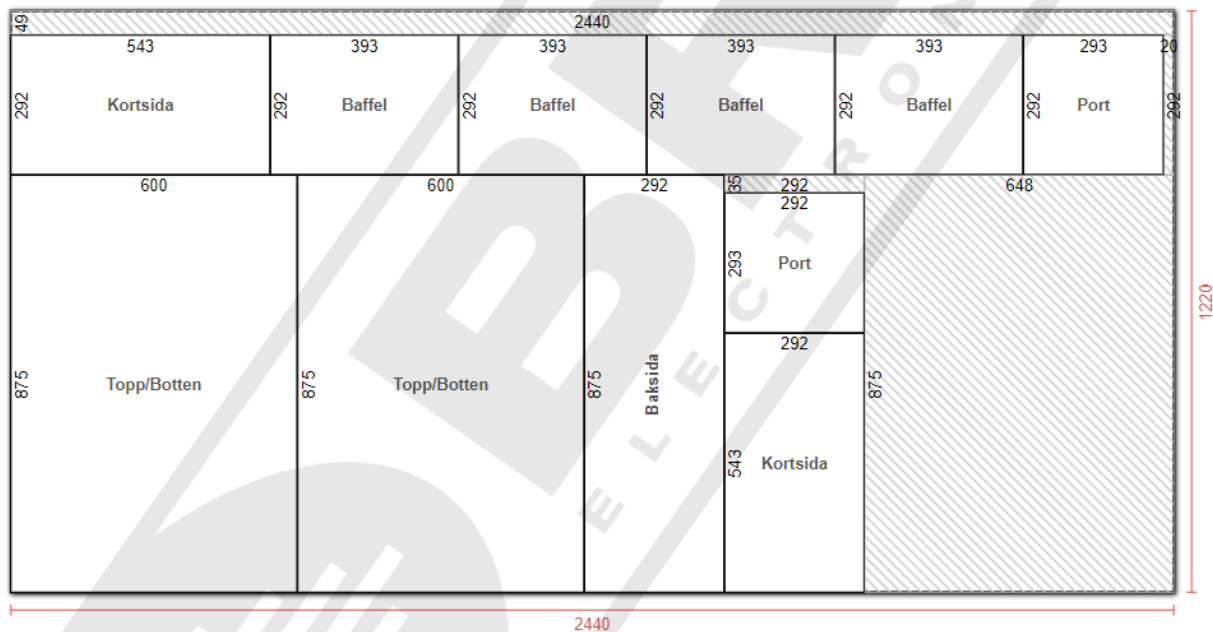 49 2440
543 393 393 393 393 293 20
292 Kortsida 292 Baffel 292 Baffel 292 Baffel 292 Baffel 292 Port 292
600 600 292 35 292 648
292
293 Port
1220
292
875 Topp/Botten 875 Topp/Botten 875 Baksida 875
543 Kortsida
ELECTRON
2440